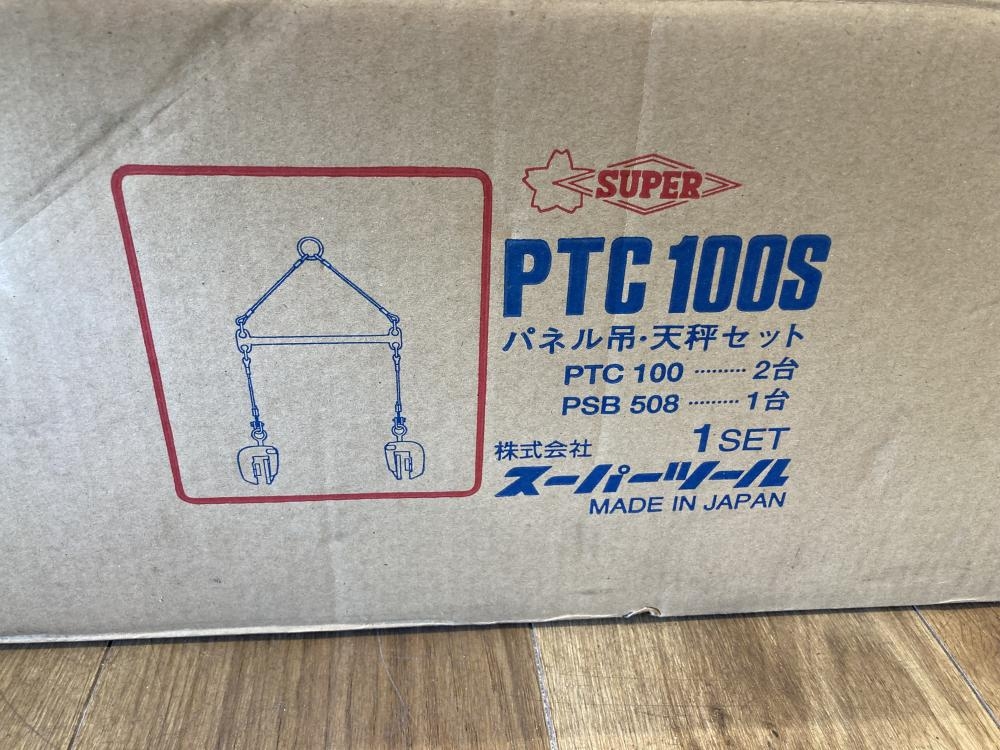 SUPER
PTC 100S
パネル吊・天秤セット
PTC 100 ········· 2台
PSB 508 ········· 1台
1 SET
株式会社
スーパーツール
MADE IN JAPAN